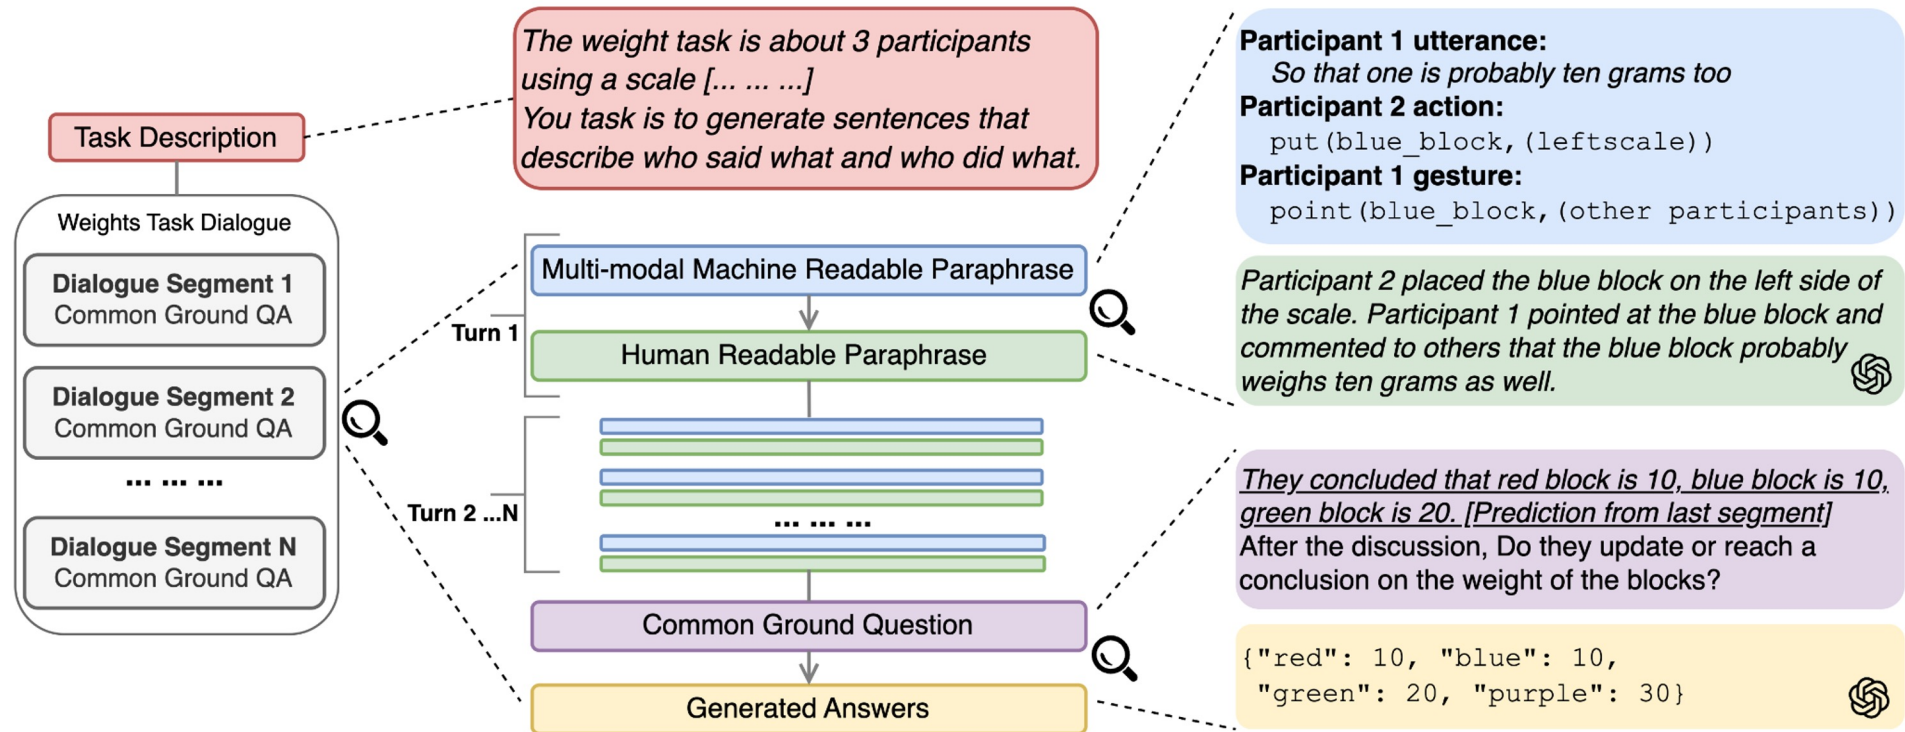 Task Description
Weights Task Dialogue
Dialogue Segment 1
Common Ground QA
Dialogue Segment 2
Common Ground QA
... ... ...
Dialogue Segment N
Common Ground QA
The weight task is about 3 participants
using a scale [... ... ...]
You task is to generate sentences that
describe who said what and who did what.
Turn 1
Multi-modal Machine Readable Paraphrase
Human Readable Paraphrase
Turn 2 ...N
... ... ...
Common Ground Question
Generated Answers
Participant 1 utterance:
So that one is probably ten grams too
Participant 2 action:
put(blue_block,(leftscale))
Participant 1 gesture:
point(blue_block,(other participants))
Participant 2 placed the blue block on the left side of
the scale. Participant 1 pointed at the blue block and
commented to others that the blue block probably
weighs ten grams as well.
They concluded that red block is 10, blue block is 10,
green block is 20. [Prediction from last segment]
After the discussion, Do they update or reach a
conclusion on the weight of the blocks?
{"red": 10, "blue": 10,
"green": 20, "purple": 30}